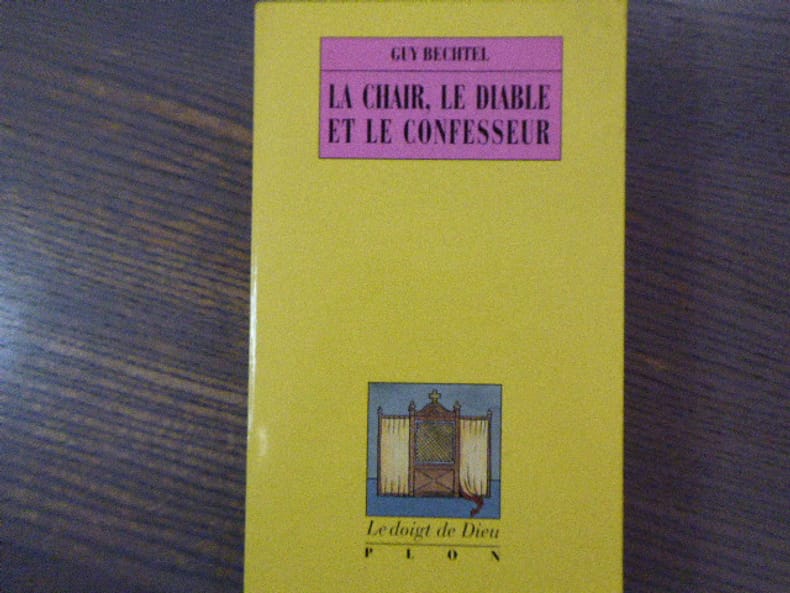 GUY BECHTEL
LA CHAIR, LE DIABLE
ET LE CONFESSEUR
Le doigt de Dieu
PLON